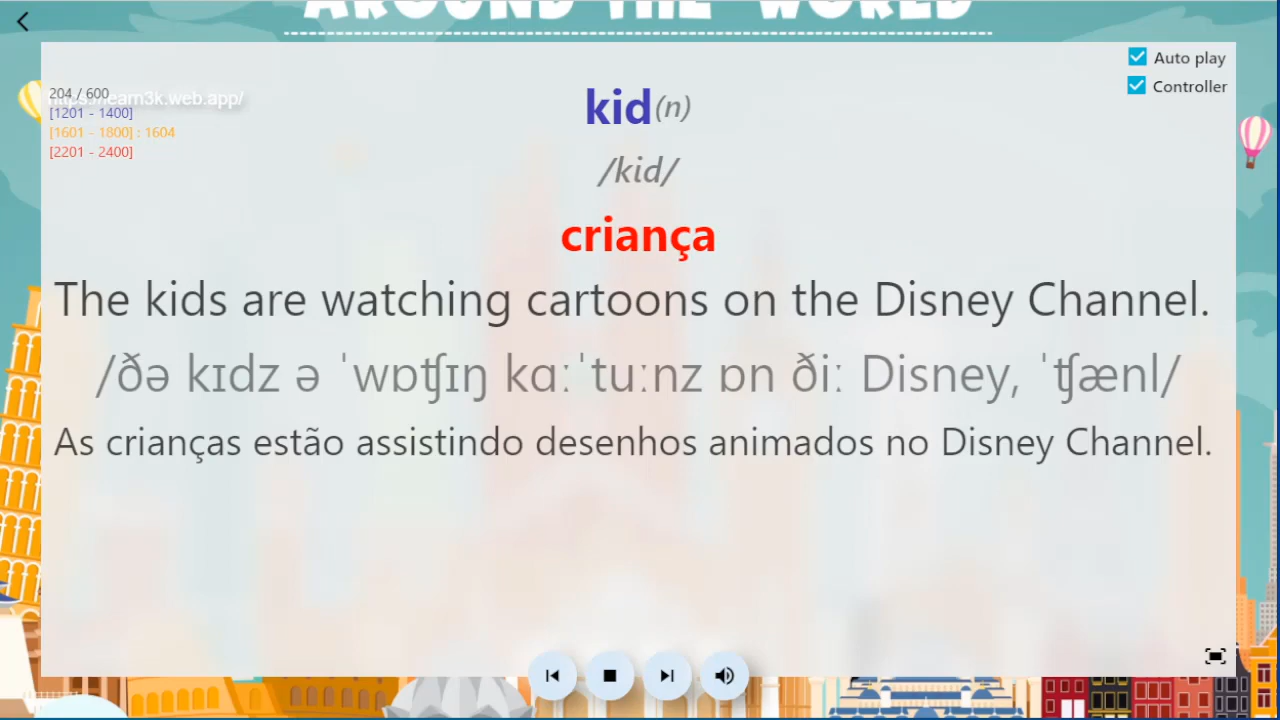 AROUND THE WORLD
Auto play
Controller
204 / 600
https://learn3k.web.app/
[1201 - 1400]
[1601 - 1800] : 1604
[2201 - 2400]
kid (n)
/kid/
criança
The kids are watching cartoons on the Disney Channel.
/ðə kɪdz ə ˈwɒʧɪŋ kɑːˈtuːnz ɒn ðiː Disney, ˈʧænl/
As crianças estão assistindo desenhos animados no Disney Channel.